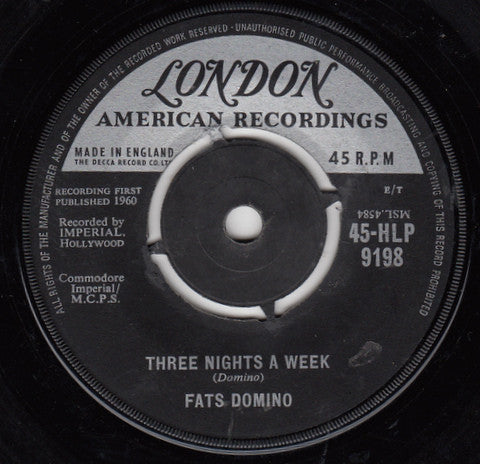 ALL RIGHTS OF THE MANUFACTURER AND OF THE OWNER OF THE RECORDED WORK RESERVED - UNAUTHORISED PUBLIC PERFORMANCE BROADCASTING AND COPYING OF THIS RECORD PROHIBITED
LONDON
AMERICAN RECORDINGS
MADE IN ENGLAND
THE DECCA RECORD CO. LTD
45 R.P.M
RECORDING FIRST
PUBLISHED 1960
E/T
Recorded by
IMPERIAL,
HOLLYWOOD
MSL.4584
45-HLP
9198
Commodore
Imperial/
M.C.P.S.
THREE NIGHTS A WEEK
(Domino)
FATS DOMINO